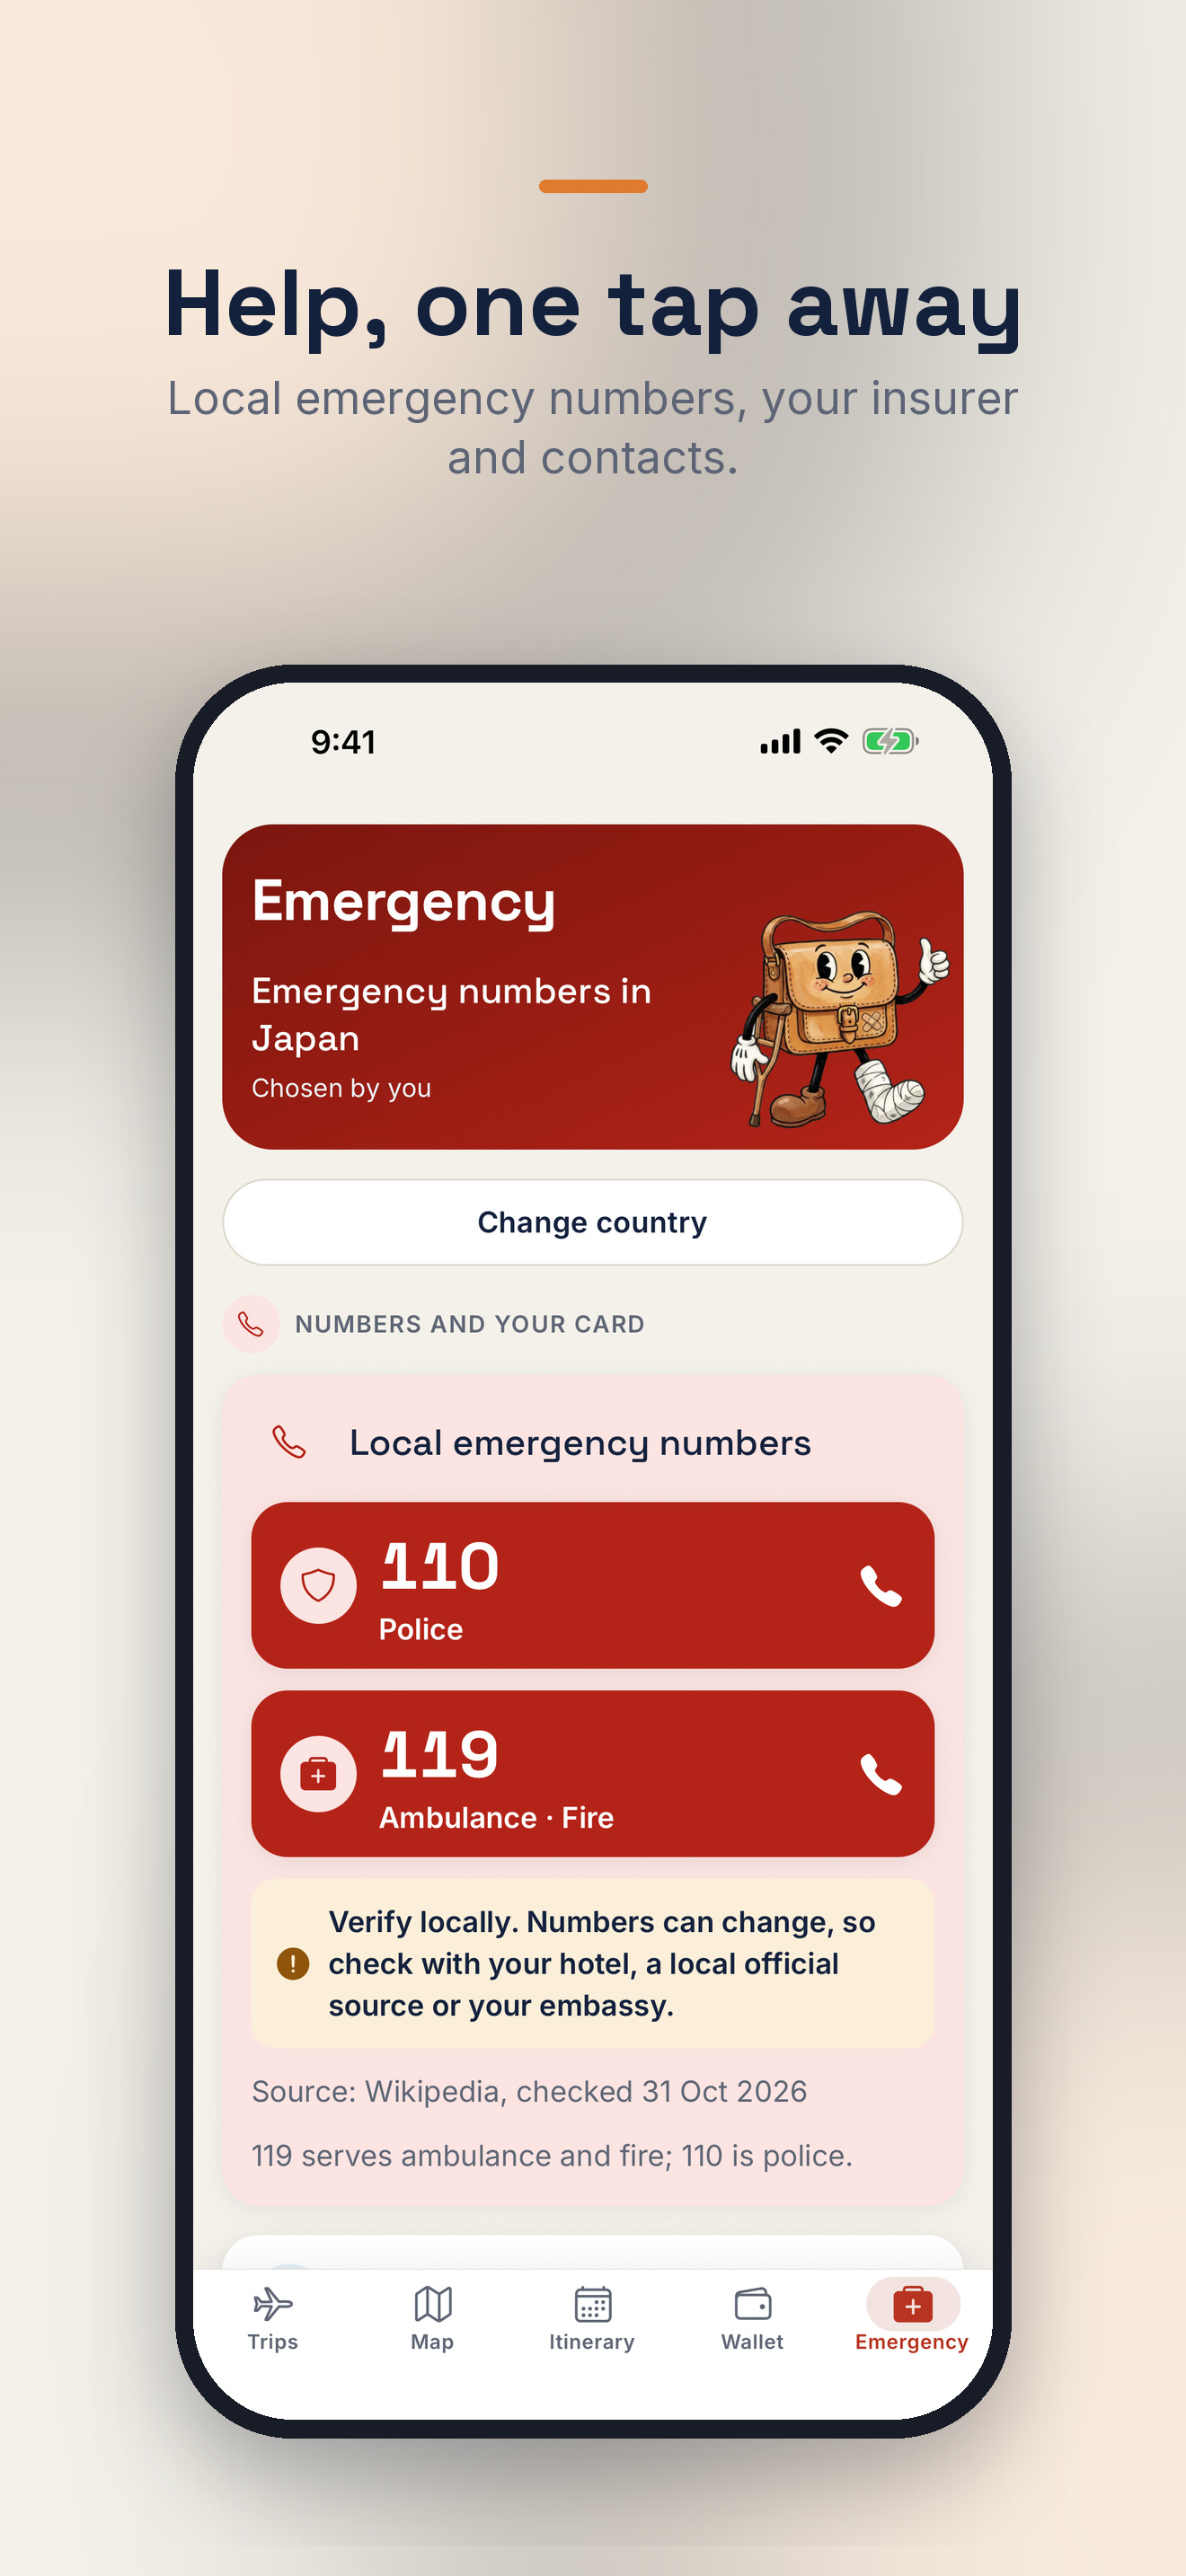 Help, one tap away
Local emergency numbers, your insurer
and contacts.
9:41
Emergency
Emergency numbers in
Japan
Chosen by you
Change country
NUMBERS AND YOUR CARD
Local emergency numbers
110
Police
119
Ambulance · Fire
Verify locally. Numbers can change, so
check with your hotel, a local official
source or your embassy.
Source: Wikipedia, checked 31 Oct 2026
119 serves ambulance and fire; 110 is police.
Trips
Map
Itinerary
Wallet
Emergency